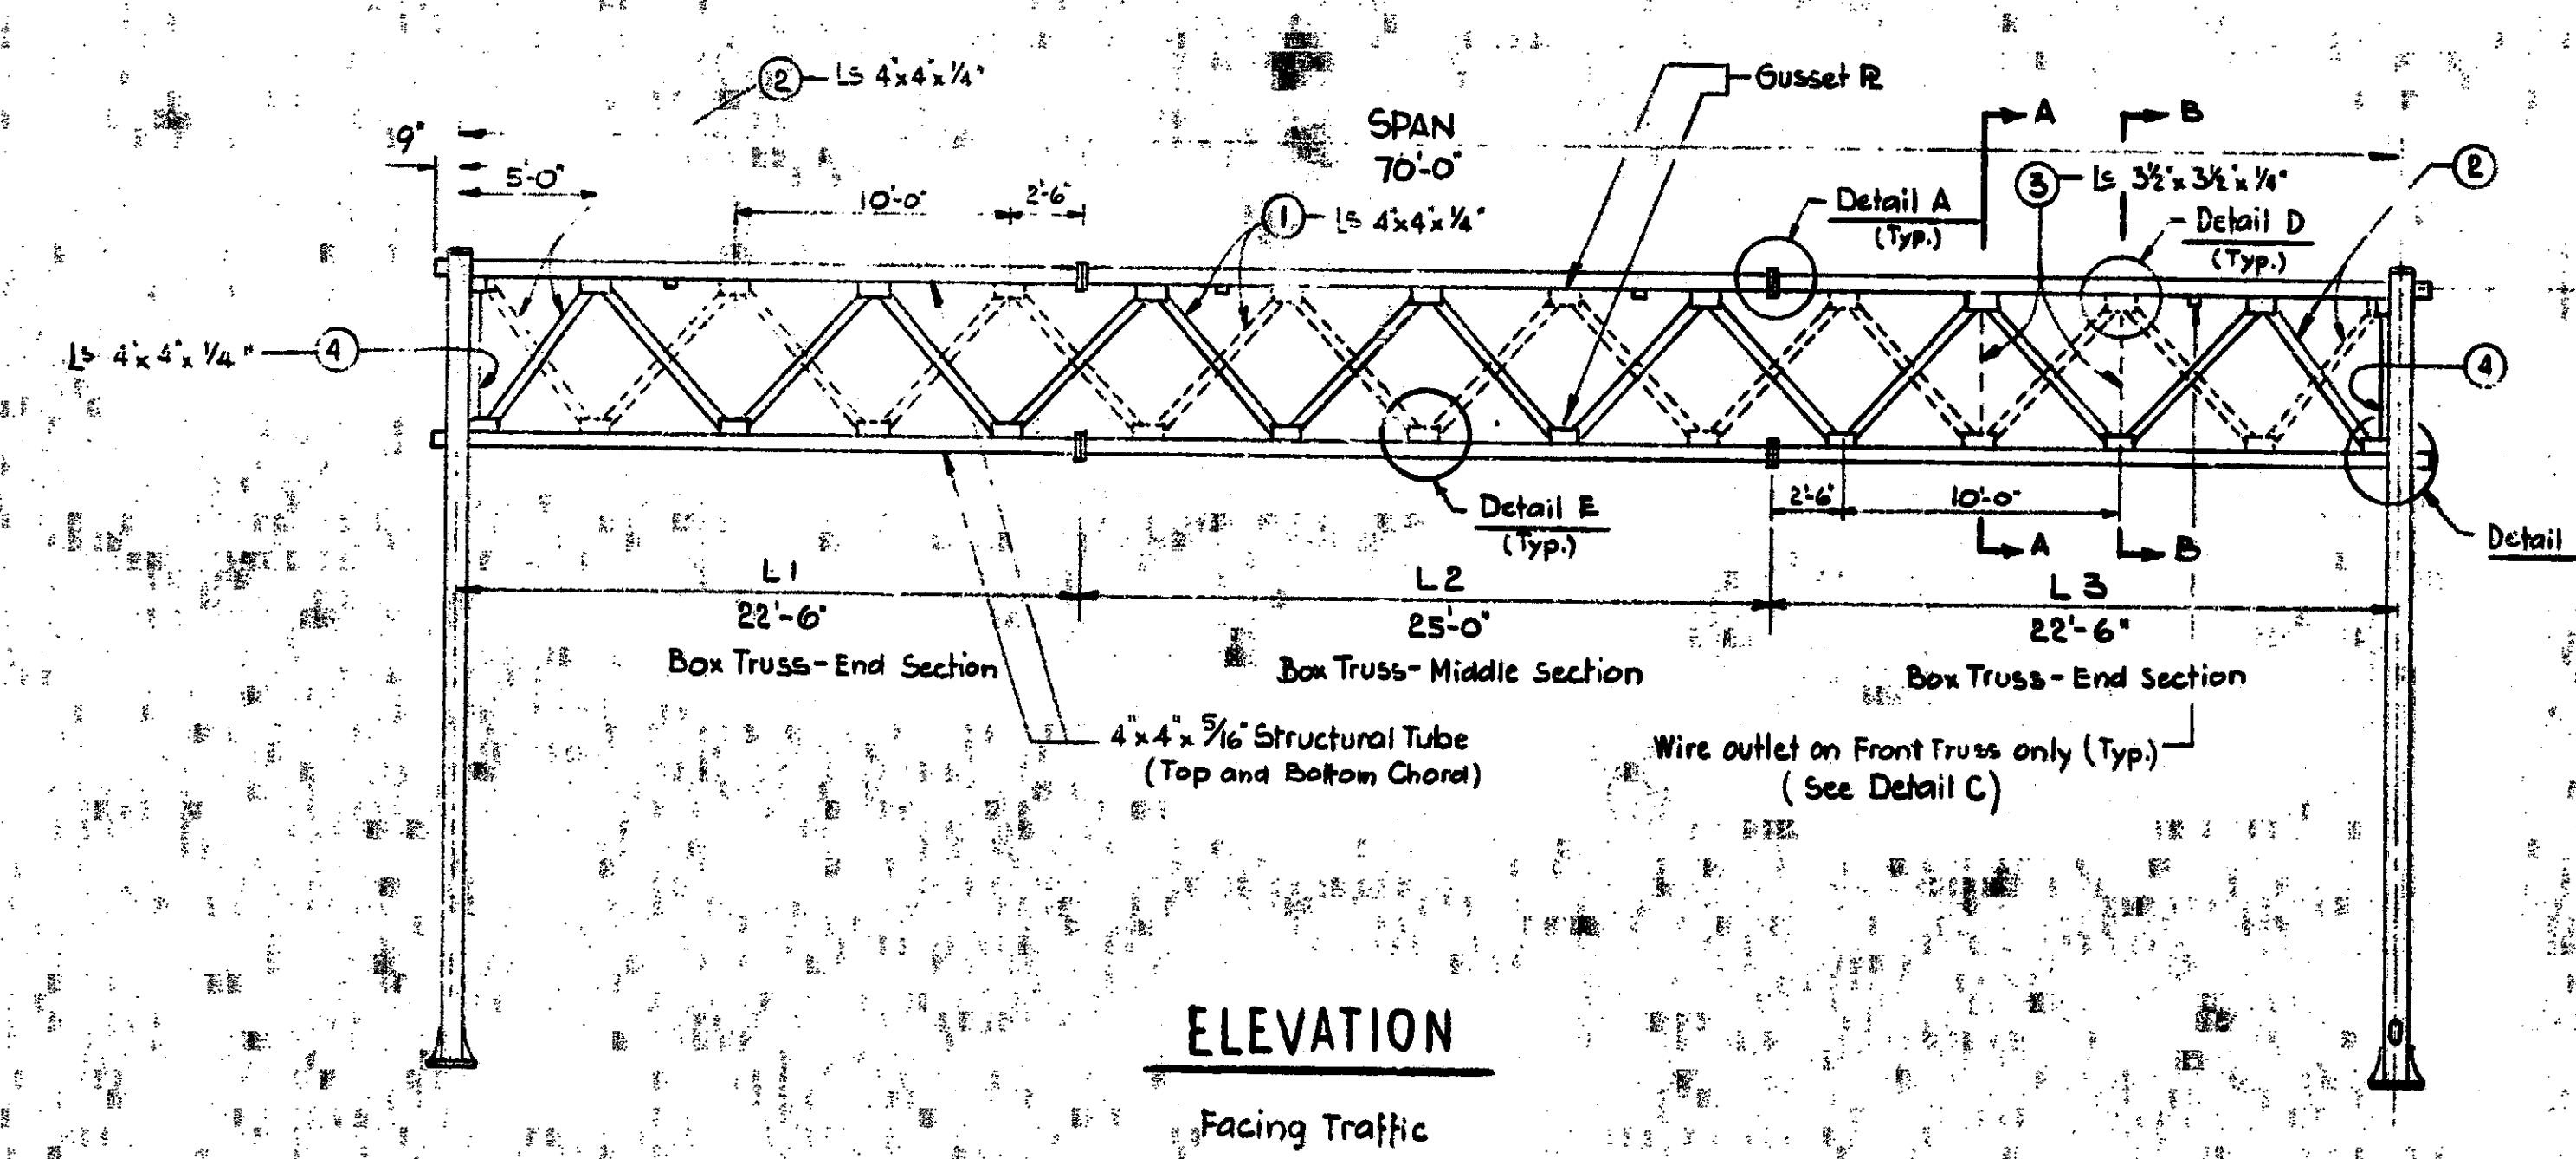 ② Ls 4"x4"x1/4"
Gusset PL
SPAN
70'-0"
A
B
9"
5'-0"
10'-0"
2'-6"
① Ls 4"x4"x1/4"
Detail A
(Typ.)
③ Ls 3½"x3½"x1/4"
②
Detail D
(Typ.)
Ls 4"x4"x1/4" ④
④
Detail E
(Typ.)
2'-6"
10'-0"
A
B
Detail
L1
22'-6"
Box Truss-End Section
L2
25'-0"
Box Truss-Middle Section
L3
22'-6"
Box Truss-End Section
4"x4"x5/16" Structural Tube
(Top and Bottom Chord)
Wire outlet on Front Truss only (Typ.)
(See Detail C)
ELEVATION
Facing Traffic